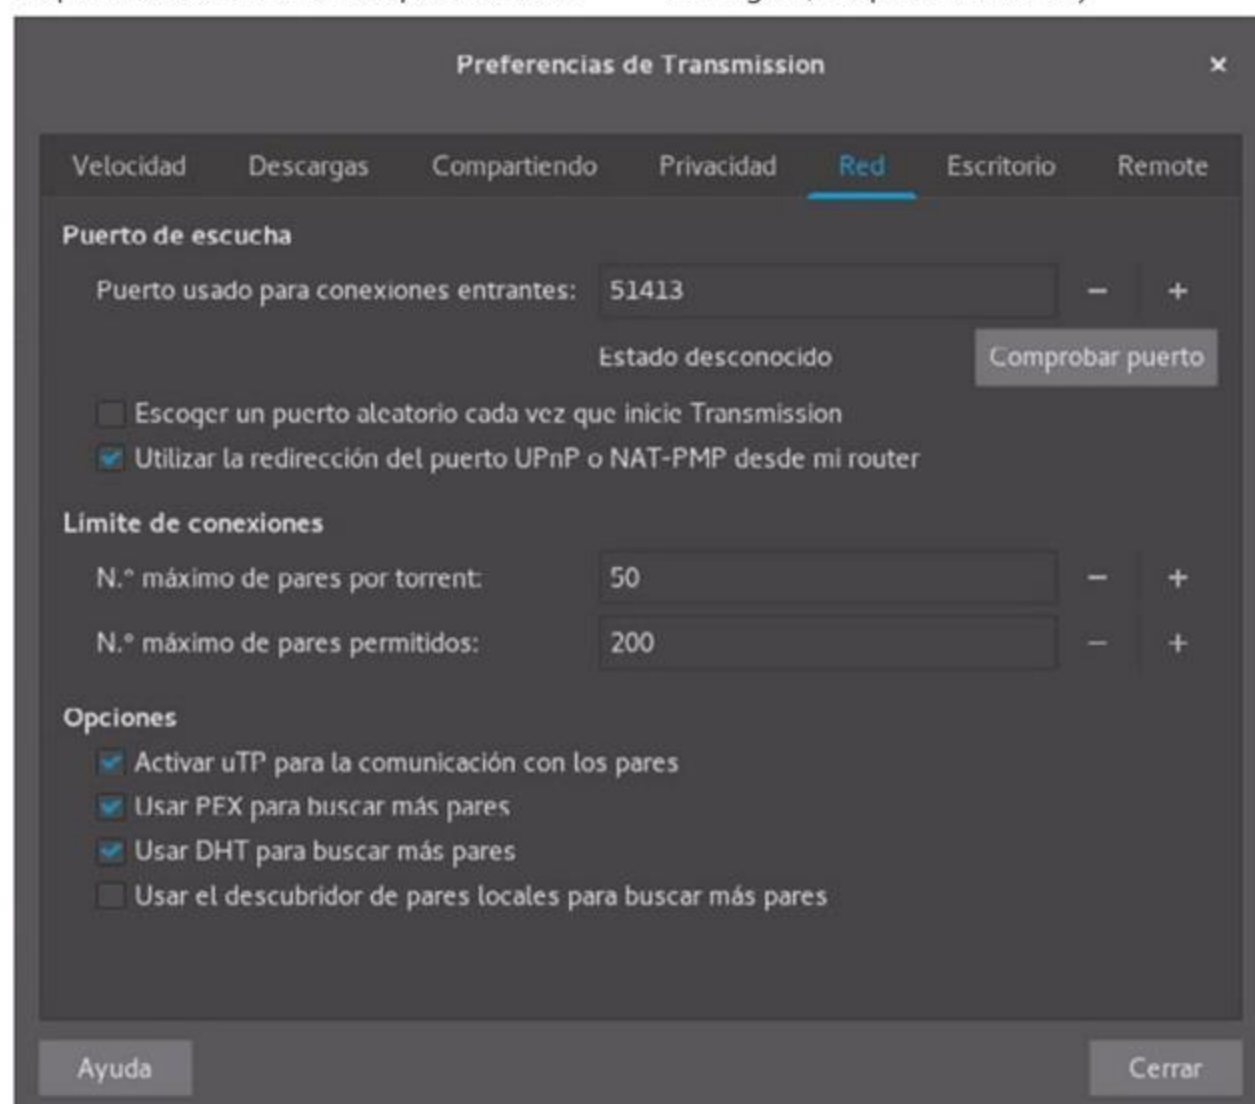 Preferencias de Transmission ×
Velocidad Descargas Compartiendo Privacidad Red Escritorio Remote
Puerto de escucha
Puerto usado para conexiones entrantes: 51413 − +
Estado desconocido Comprobar puerto
Escoger un puerto aleatorio cada vez que inicie Transmission
Utilizar la redirección del puerto UPnP o NAT-PMP desde mi router
Límite de conexiones
N.º máximo de pares por torrent: 50 − +
N.º máximo de pares permitidos: 200 − +
Opciones
Activar uTP para la comunicación con los pares
Usar PEX para buscar más pares
Usar DHT para buscar más pares
Usar el descubridor de pares locales para buscar más pares
Ayuda Cerrar